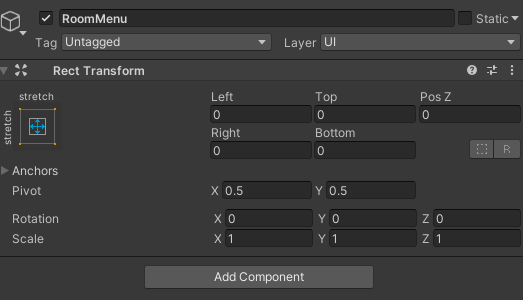 RoomMenu Static
Tag Untagged Layer UI
Rect Transform
stretch Left Top Pos Z
stretch 0 0 0
Right Bottom
0 0 R
Anchors
Pivot X 0.5 Y 0.5
Rotation X 0 Y 0 Z 0
Scale X 1 Y 1 Z 1
Add Component